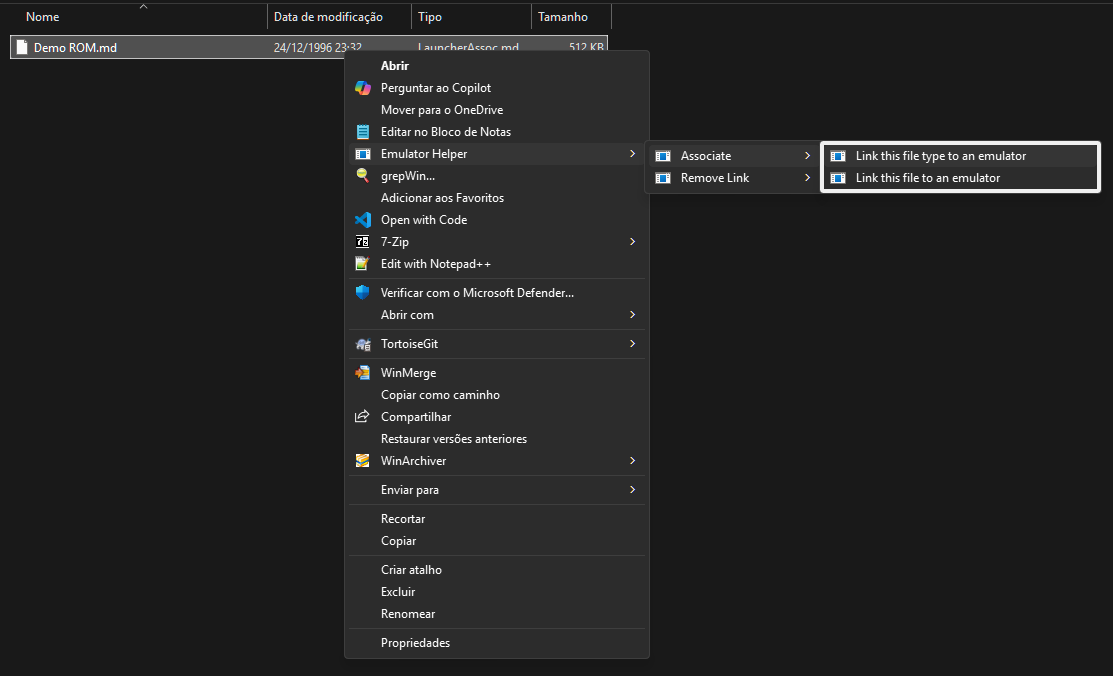 Nome Data de modificação Tipo Tamanho
Demo ROM.md 24/12/1996 23:32 LauncherAssoc.md 512 KB
Abrir
Perguntar ao Copilot
Mover para o OneDrive
Editar no Bloco de Notas
Emulator Helper
Associate
Link this file type to an emulator
Remove Link
Link this file to an emulator
grepWin...
Adicionar aos Favoritos
Open with Code
7-Zip
Edit with Notepad++
Verificar com o Microsoft Defender...
Abrir com
TortoiseGit
WinMerge
Copiar como caminho
Compartilhar
Restaurar versões anteriores
WinArchiver
Enviar para
Recortar
Copiar
Criar atalho
Excluir
Renomear
Propriedades